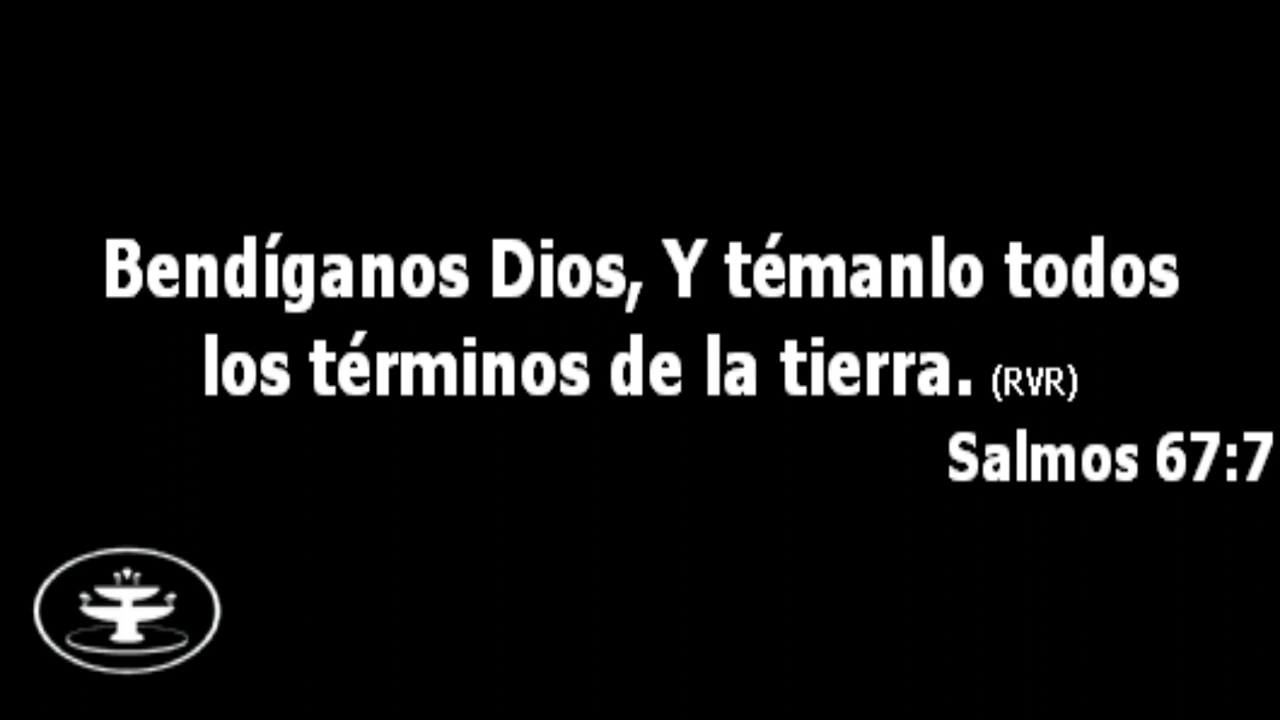 Bendíganos Dios, Y témanlo todos
los términos de la tierra. (RVR)
Salmos 67:7